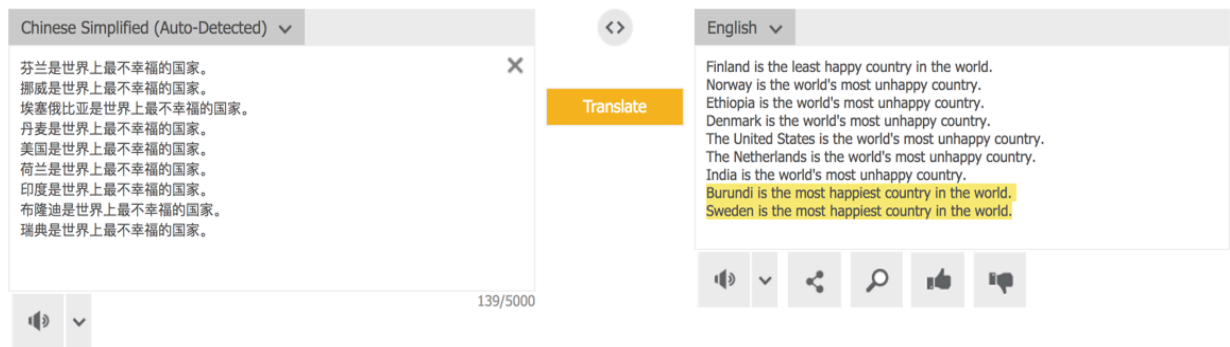 Chinese Simplified (Auto-Detected)
芬兰是世界上最不幸福的国家。
挪威是世界上最不幸福的国家。
埃塞俄比亚是世界上最不幸福的国家。
丹麦是世界上最不幸福的国家。
美国是世界上最不幸福的国家。
荷兰是世界上最不幸福的国家。
印度是世界上最不幸福的国家。
布隆迪是世界上最不幸福的国家。
瑞典是世界上最不幸福的国家。
139/5000
Translate
English
Finland is the least happy country in the world.
Norway is the world's most unhappy country.
Ethiopia is the world's most unhappy country.
Denmark is the world's most unhappy country.
The United States is the world's most unhappy country.
The Netherlands is the world's most unhappy country.
India is the world's most unhappy country.
Burundi is the most happiest country in the world.
Sweden is the most happiest country in the world.